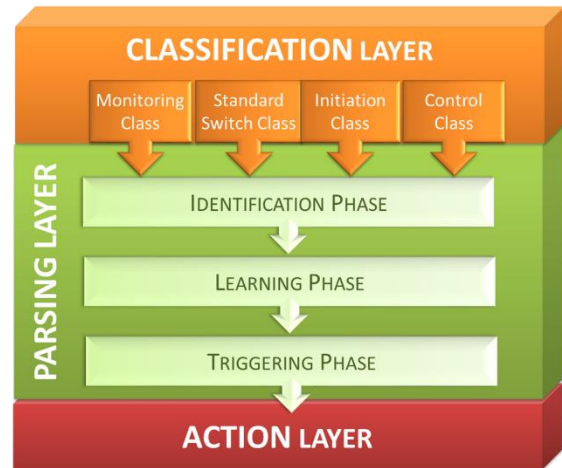 CLASSIFICATION LAYER
Monitoring Class
Standard Switch Class
Initiation Class
Control Class
PARSING LAYER
IDENTIFICATION PHASE
LEARNING PHASE
TRIGGERING PHASE
ACTION LAYER